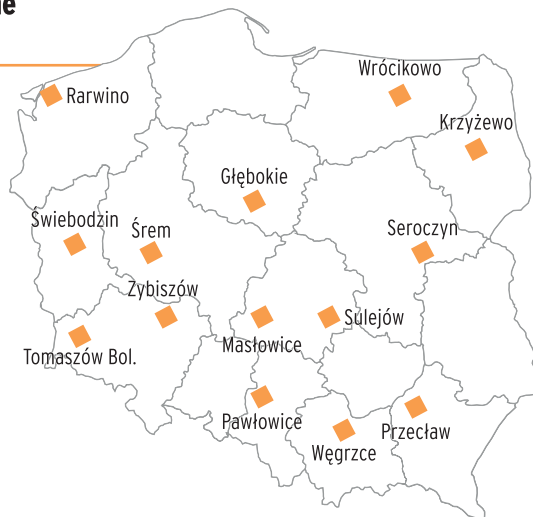 Wrócikowo
Rarwino
Krzyżewo
Głębokie
Świebodzin
Śrem
Seroczyn
Zybiszów
Sulejów
Masłowice
Tomaszów Bol.
Pawłowice
Przecław
Węgrzce